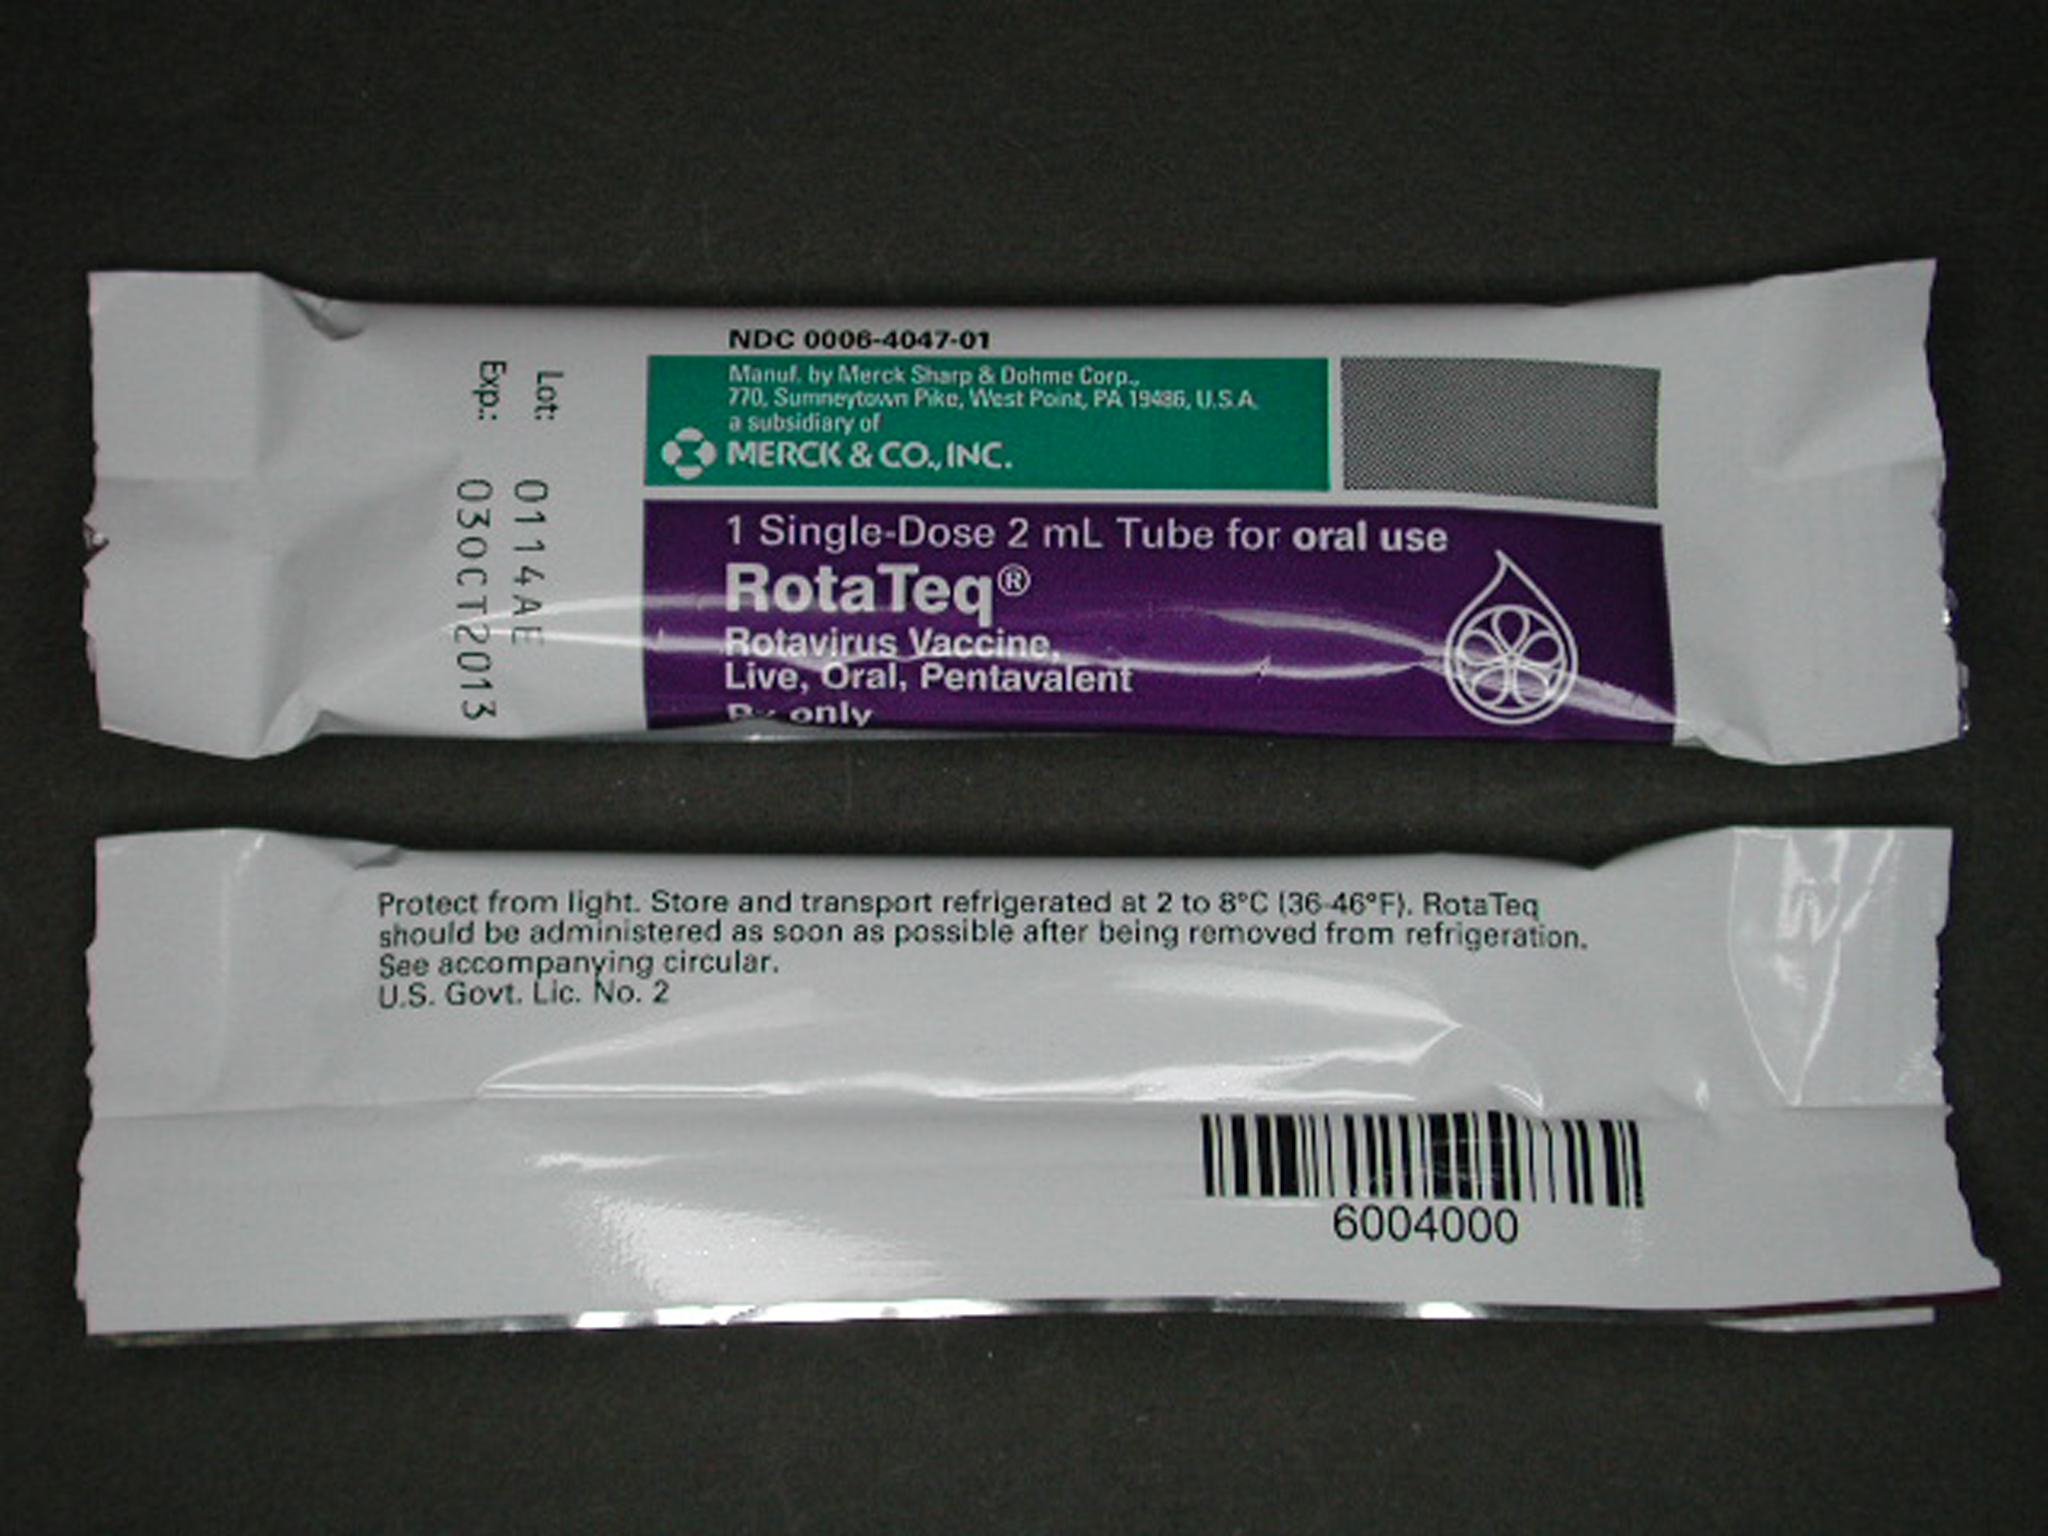 NDC 0006-4047-01
Manuf. by Merck Sharp & Dohme Corp.,
770, Sumneytown Pike, West Point, PA 19486, U.S.A.
a subsidiary of
MERCK & CO., INC.
1 Single-Dose 2 mL Tube for oral use
RotaTeq®
Rotavirus Vaccine,
Live, Oral, Pentavalent
Rx only
Lot: 0114AE
Exp.: 03OCT2013
Protect from light. Store and transport refrigerated at 2 to 8°C (36-46°F). RotaTeq
should be administered as soon as possible after being removed from refrigeration.
See accompanying circular.
U.S. Govt. Lic. No. 2
6004000